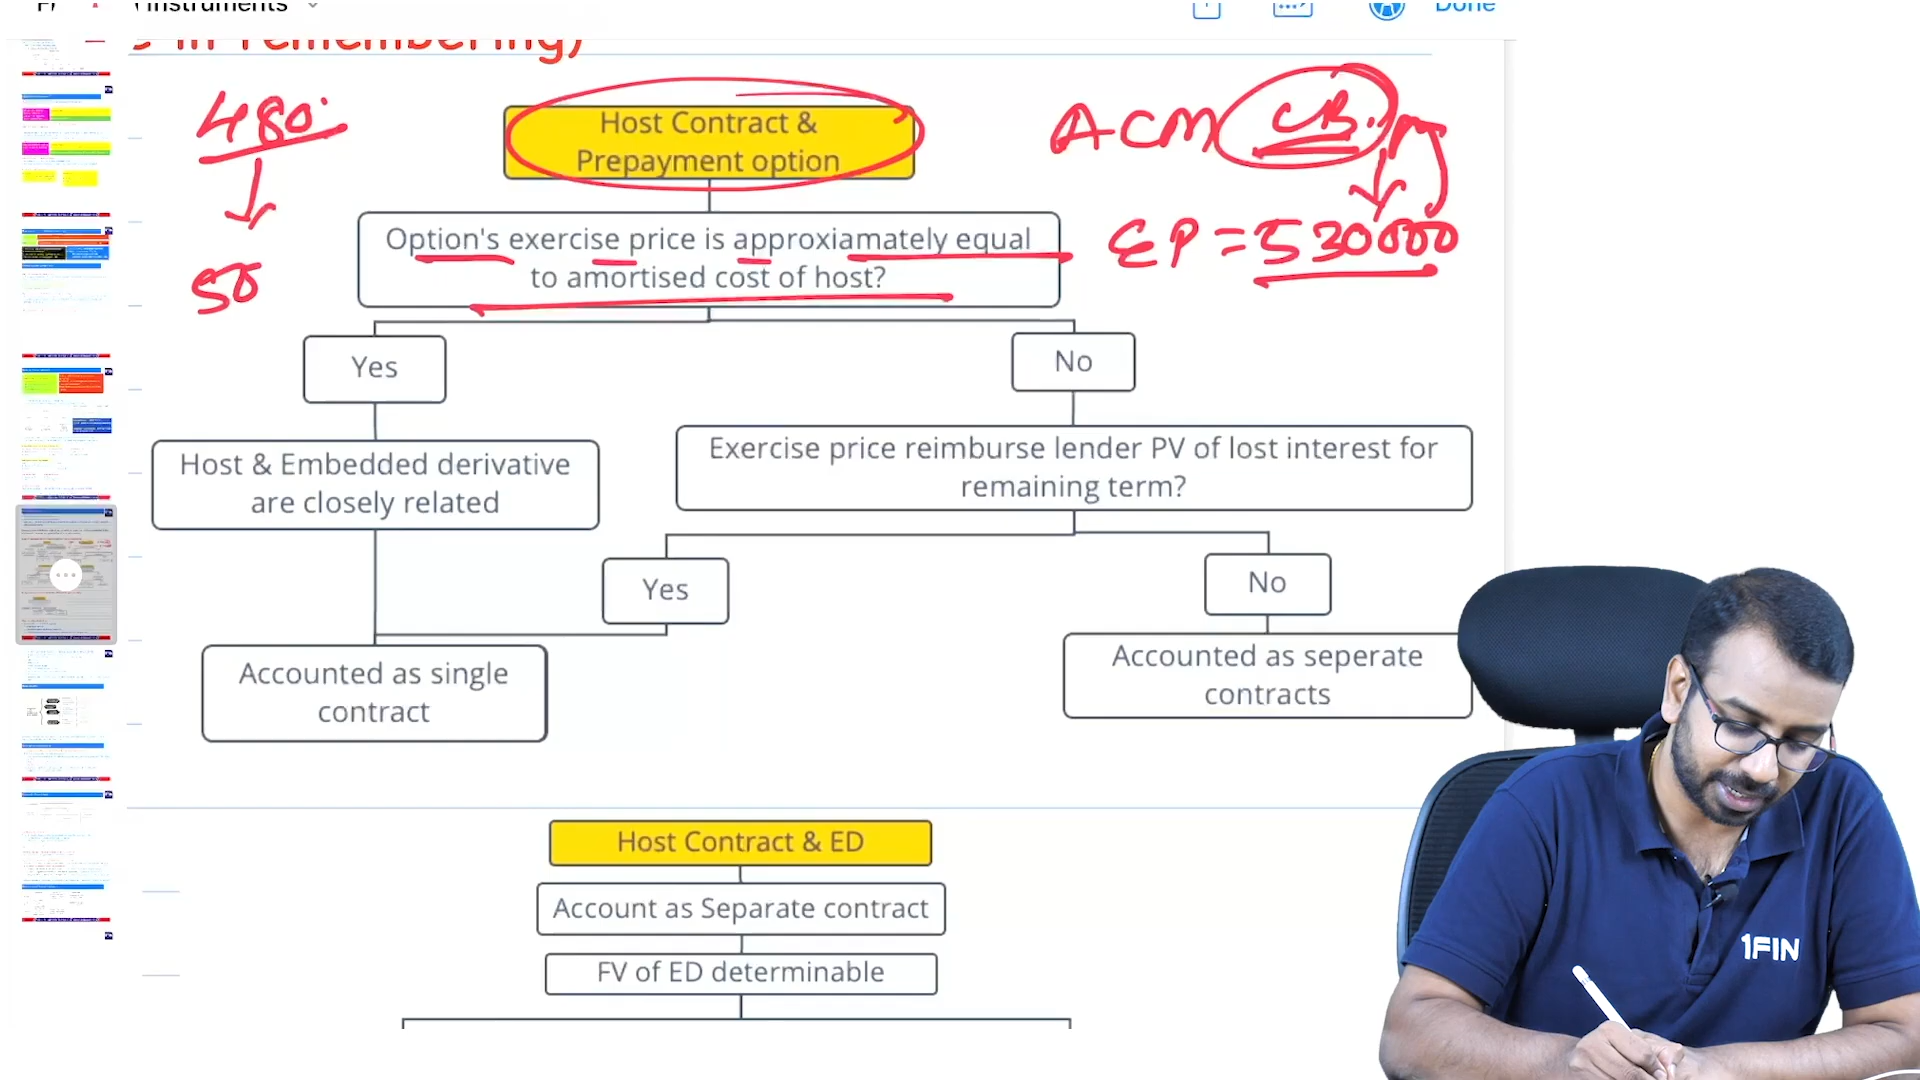 nstruments
Done
s in remembering)
480
50
ACM CB.
EP = 530000
Host Contract &
Prepayment option
Option's exercise price is approxiamately equal
to amortised cost of host?
Yes
No
Host & Embedded derivative
are closely related
Exercise price reimburse lender PV of lost interest for
remaining term?
Yes
No
Accounted as single
contract
Accounted as seperate
contracts
Host Contract & ED
Account as Separate contract
FV of ED determinable
1FIN